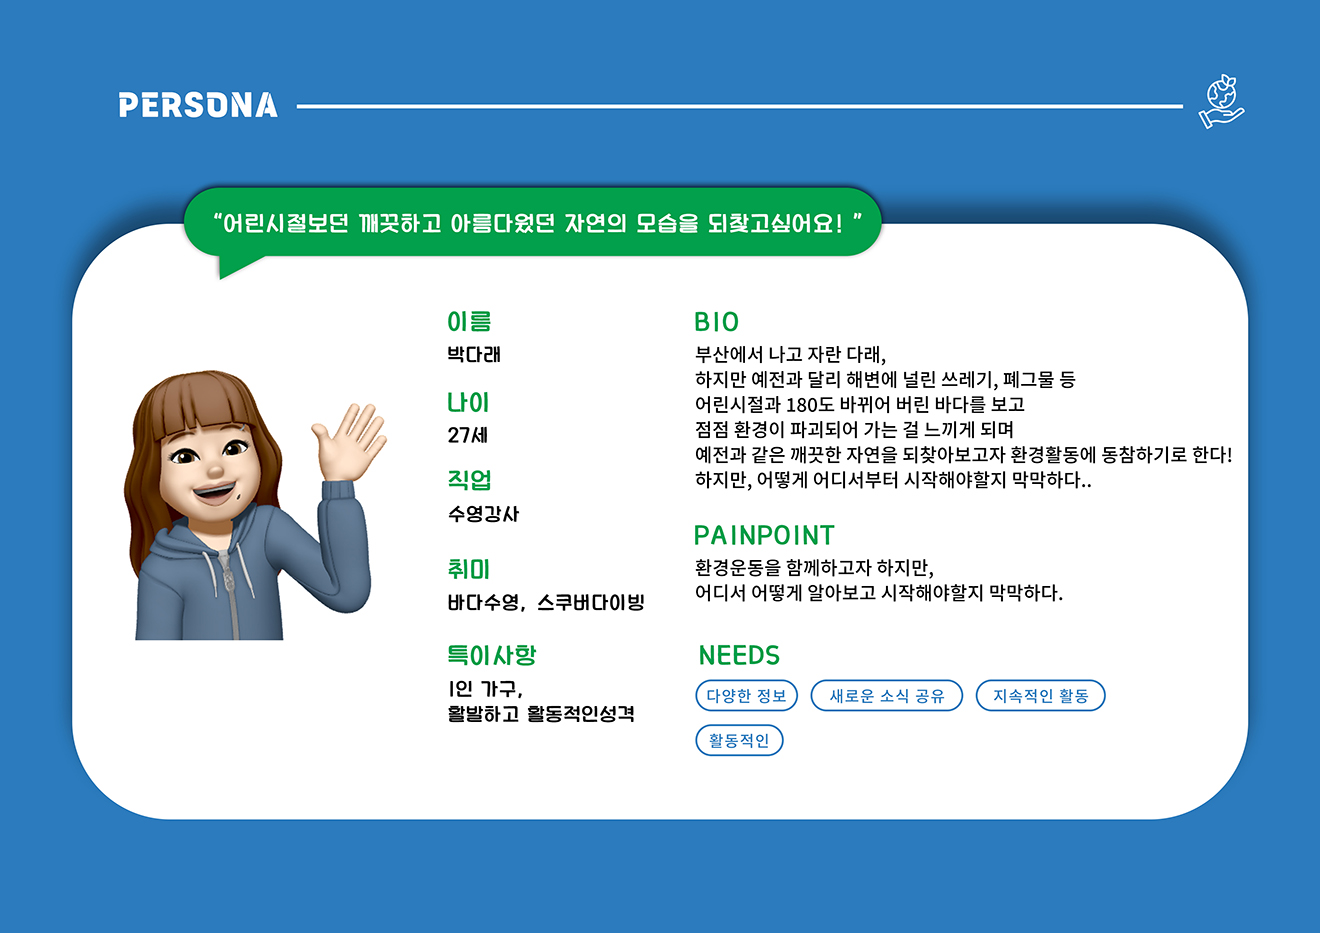 PERSONA
“어린시절보던 깨끗하고 아름다웠던 자연의 모습을 되찾고싶어요! ”
이름
박다래
나이
27세
직업
수영강사
취미
바다수영, 스쿠버다이빙
특이사항
1인 가구,
활발하고 활동적인성격
BIO
부산에서 나고 자란 다래,
하지만 예전과 달리 해변에 널린 쓰레기, 폐그물 등
어린시절과 180도 바뀌어 버린 바다를 보고
점점 환경이 파괴되어 가는 걸 느끼게 되며
예전과 같은 깨끗한 자연을 되찾아보고자 환경활동에 동참하기로 한다!
하지만, 어떻게 어디서부터 시작해야할지 막막하다..
PAINPOINT
환경운동을 함께하고자 하지만,
어디서 어떻게 알아보고 시작해야할지 막막하다.
NEEDS
다양한 정보
새로운 소식 공유
지속적인 활동
활동적인